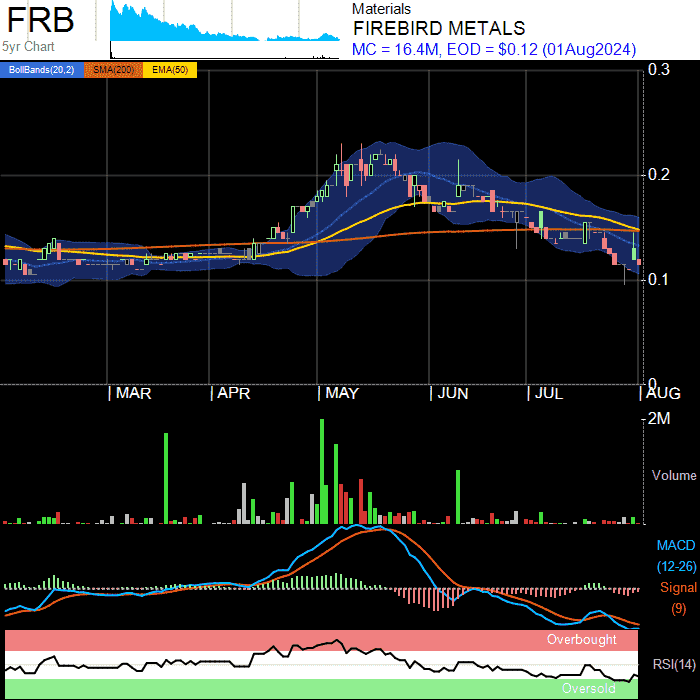 FRB
5yr Chart
Materials
FIREBIRD METALS
MC = 16.4M, EOD = $0.12 (01Aug2024)
BollBands(20,2) SMA(200) EMA(50)
0.3
0.2
0.1
0
MAR APR MAY JUN JUL AUG
2M
Volume
MACD
(12-26)
Signal
(9)
Overbought
RSI(14)
Oversold